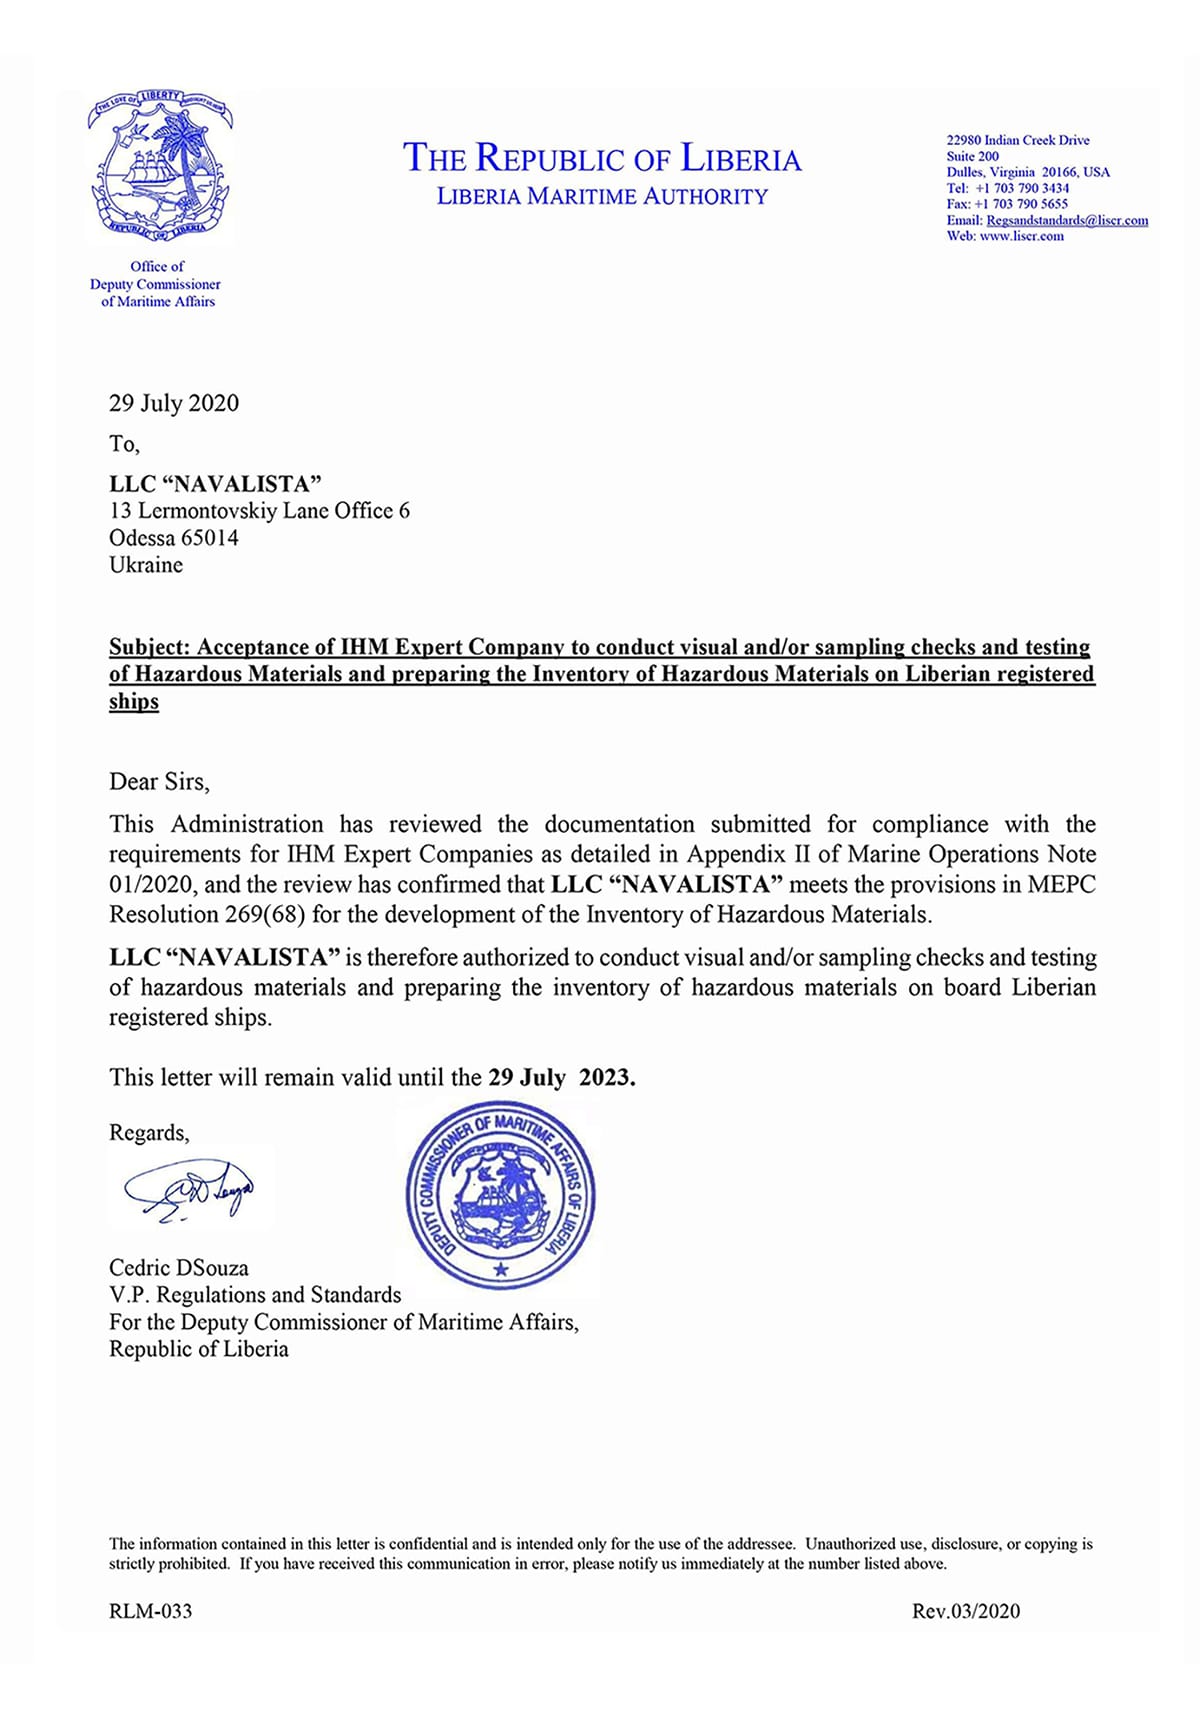 THE LOVE OF LIBERTY BROUGHT US HERE
REPUBLIC OF LIBERIA
Office of
Deputy Commissioner
of Maritime Affairs
THE REPUBLIC OF LIBERIA
LIBERIA MARITIME AUTHORITY
22980 Indian Creek Drive
Suite 200
Dulles, Virginia 20166, USA
Tel: +1 703 790 3434
Fax: +1 703 790 5655
Email: Regsandstandards@liscr.com
Web: www.liscr.com
29 July 2020
To,
LLC “NAVALISTA”
13 Lermontovskiy Lane Office 6
Odessa 65014
Ukraine
Subject: Acceptance of IHM Expert Company to conduct visual and/or sampling checks and testing
of Hazardous Materials and preparing the Inventory of Hazardous Materials on Liberian registered
ships
Dear Sirs,
This Administration has reviewed the documentation submitted for compliance with the
requirements for IHM Expert Companies as detailed in Appendix II of Marine Operations Note
01/2020, and the review has confirmed that LLC “NAVALISTA” meets the provisions in MEPC
Resolution 269(68) for the development of the Inventory of Hazardous Materials.
LLC “NAVALISTA” is therefore authorized to conduct visual and/or sampling checks and testing
of hazardous materials and preparing the inventory of hazardous materials on board Liberian
registered ships.
This letter will remain valid until the 29 July 2023.
Regards,
DEPUTY COMMISSIONER OF MARITIME AFFAIRS OF LIBERIA
Cedric DSouza
V.P. Regulations and Standards
For the Deputy Commissioner of Maritime Affairs,
Republic of Liberia
The information contained in this letter is confidential and is intended only for the use of the addressee. Unauthorized use, disclosure, or copying is
strictly prohibited. If you have received this communication in error, please notify us immediately at the number listed above.
RLM-033
Rev.03/2020